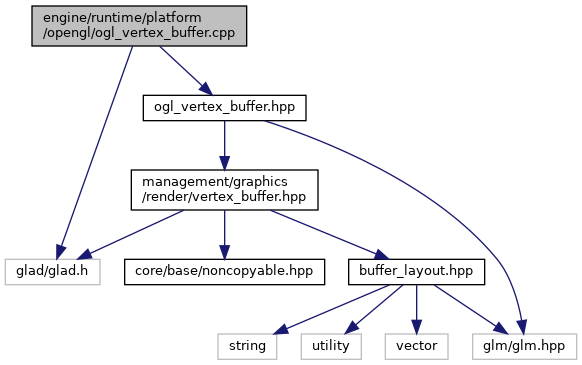 engine/runtime/platform
/opengl/ogl_vertex_buffer.cpp
ogl_vertex_buffer.hpp
management/graphics
/render/vertex_buffer.hpp
glad/glad.h
core/base/noncopyable.hpp
buffer_layout.hpp
string
utility
vector
glm/glm.hpp